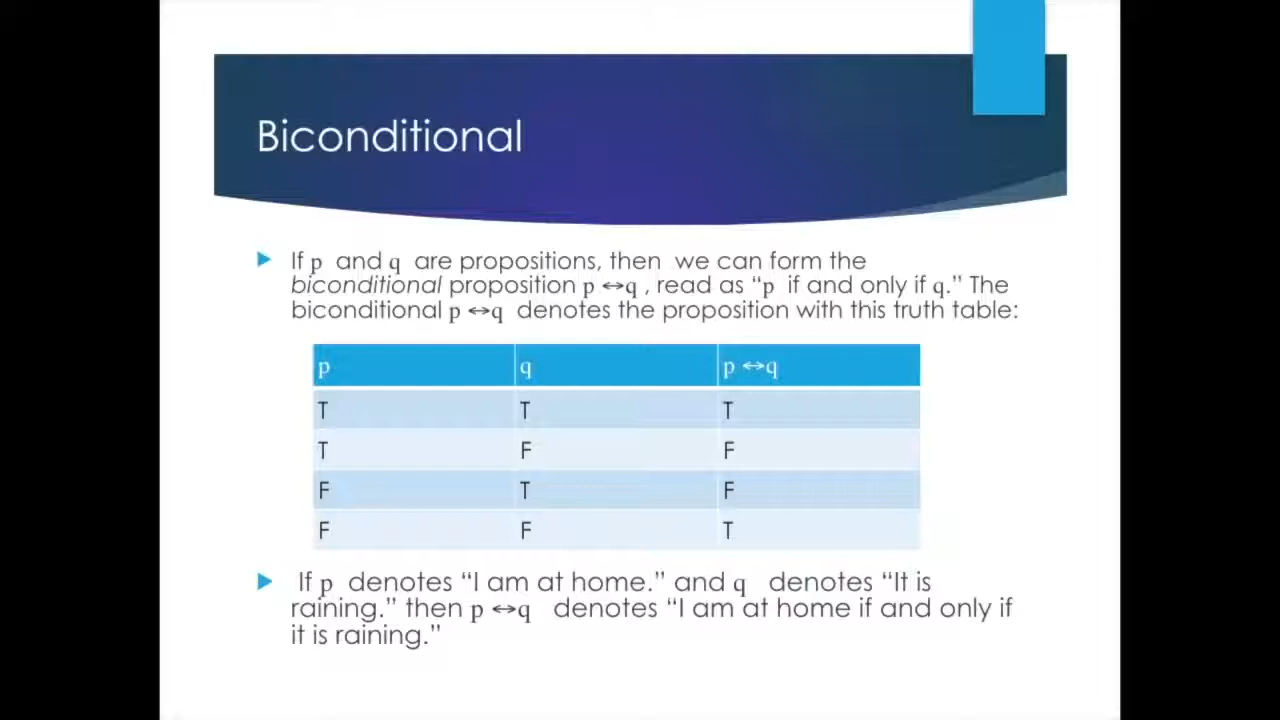 Biconditional
If p and q are propositions, then we can form the
biconditional proposition p ↔q , read as “p if and only if q.” The
biconditional p ↔q denotes the proposition with this truth table:
p q p ↔q
T T T
T F F
F T F
F F T
If p denotes “I am at home.” and q denotes “It is
raining.” then p ↔q denotes “I am at home if and only if
it is raining.”